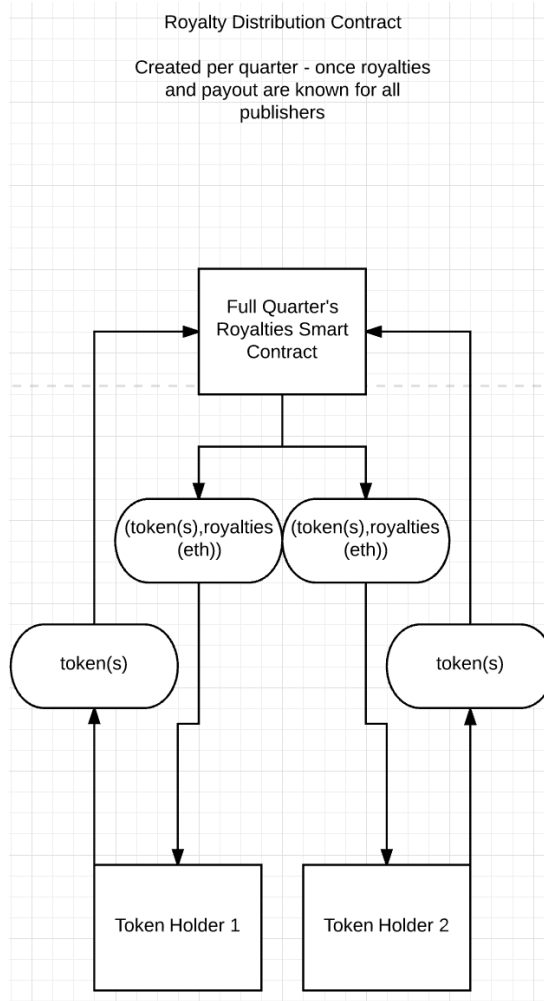 Royalty Distribution Contract
Created per quarter - once royalties
and payout are known for all
publishers
Full Quarter's
Royalties Smart
Contract
(token(s),royalties
(eth))
(token(s),royalties
(eth))
token(s)
token(s)
Token Holder 1
Token Holder 2